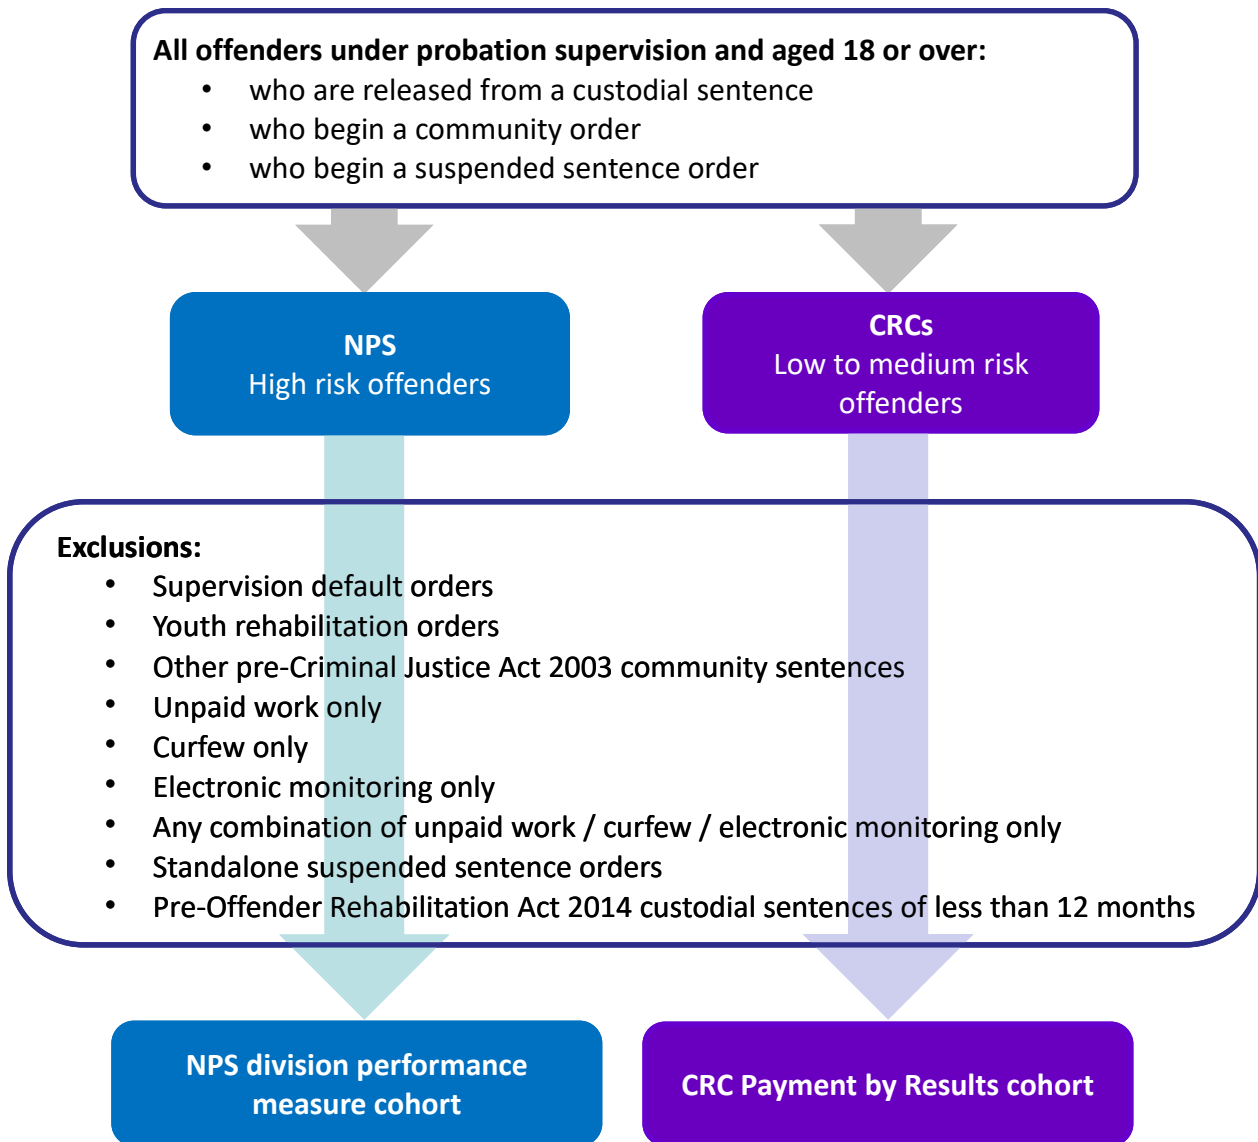 All offenders under probation supervision and aged 18 or over:
• who are released from a custodial sentence
• who begin a community order
• who begin a suspended sentence order
NPS
High risk offenders
CRCs
Low to medium risk
offenders
Exclusions:
• Supervision default orders
• Youth rehabilitation orders
• Other pre-Criminal Justice Act 2003 community sentences
• Unpaid work only
• Curfew only
• Electronic monitoring only
• Any combination of unpaid work / curfew / electronic monitoring only
• Standalone suspended sentence orders
• Pre-Offender Rehabilitation Act 2014 custodial sentences of less than 12 months
NPS division performance
measure cohort
CRC Payment by Results cohort